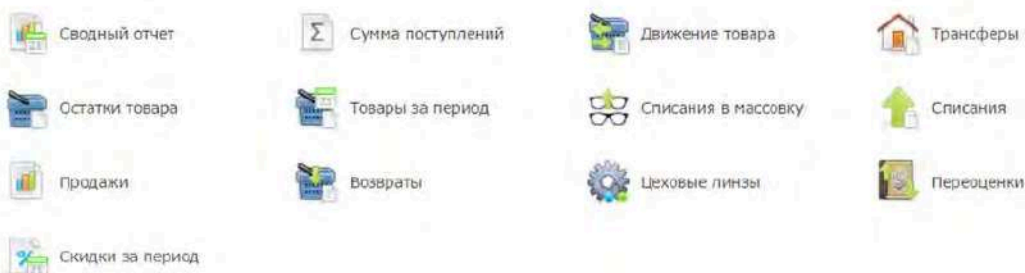 Сводный отчет
Сумма поступлений
Движение товара
Трансферы
Остатки товара
Товары за период
Списания в массовку
Списания
Продажи
Возвраты
Цеховые линзы
Переоценки
Скидки за период